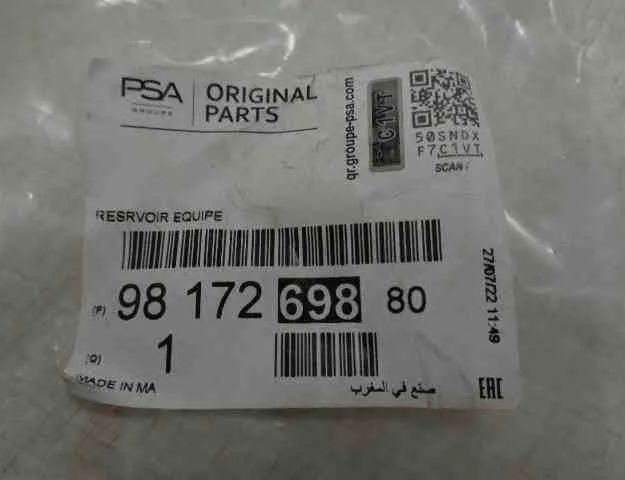 PSA
GROUPE
ORIGINAL
PARTS
qr.groupe-psa.com
C1VT
50SNDX
F7C1VT
SCAN
RESRVOIR EQUIPE
(P) 98 172 698 80
(Q) 1
MADE IN MA
صنع في المغرب
27/07/22 11:49
EAC